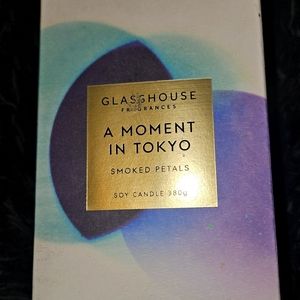 GLASSHOUSE
FRAGRANCES
A MOMENT
IN TOKYO
SMOKED PETALS
SOY CANDLE 380g